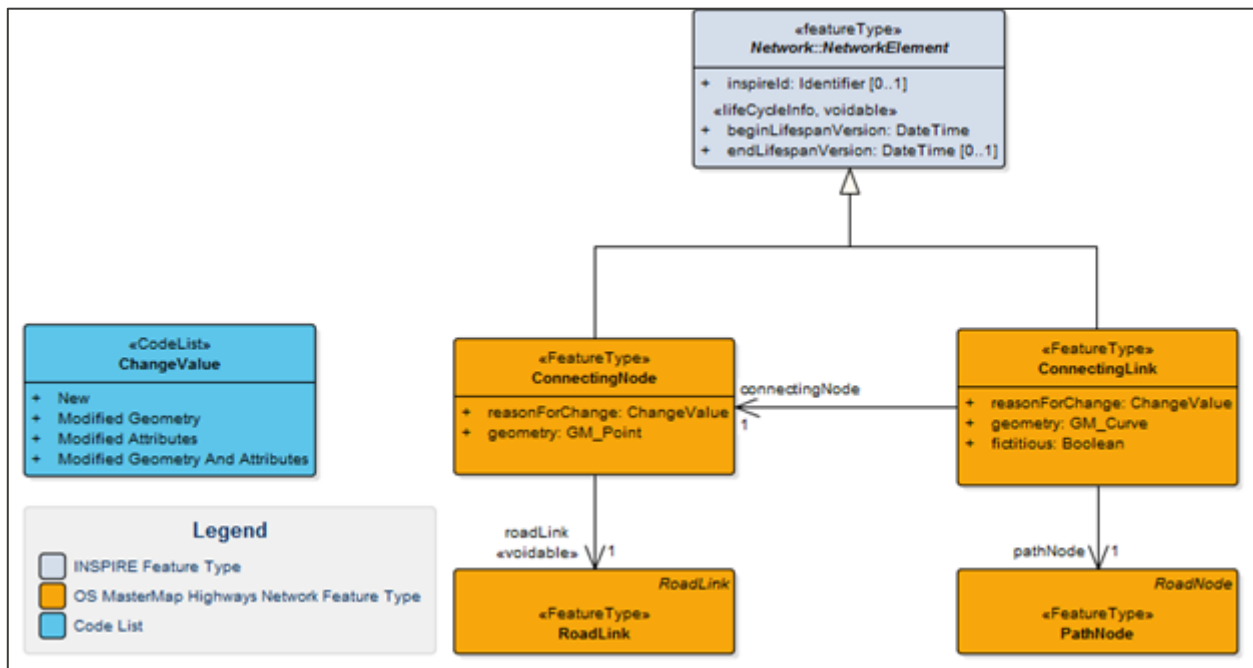 «featureType»
Network::NetworkElement
+ inspireId: Identifier [0..1]
«lifeCycleInfo, voidable»
+ beginLifespanVersion: DateTime
+ endLifespanVersion: DateTime [0..1]
«CodeList»
ChangeValue
+ New
+ Modified Geometry
+ Modified Attributes
+ Modified Geometry And Attributes
«FeatureType»
ConnectingNode
+ reasonForChange: ChangeValue
+ geometry: GM_Point
connectingNode
1
«FeatureType»
ConnectingLink
+ reasonForChange: ChangeValue
+ geometry: GM_Curve
+ fictitious: Boolean
Legend
INSPIRE Feature Type
OS MasterMap Highways Network Feature Type
Code List
roadLink
«voidable»
1
RoadLink
«FeatureType»
RoadLink
pathNode
1
RoadNode
«FeatureType»
PathNode